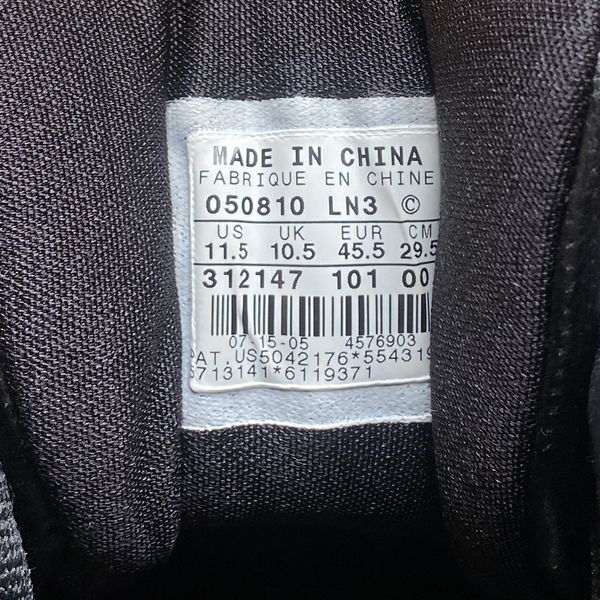 MADE IN CHINA
FABRIQUE EN CHINE
050810 LN3 ©
US UK EUR CM
11.5 10.5 45.5 29.5
312147 101 00
07-15-05 4576903
PAT.US5042176*554319
5713141*6119371